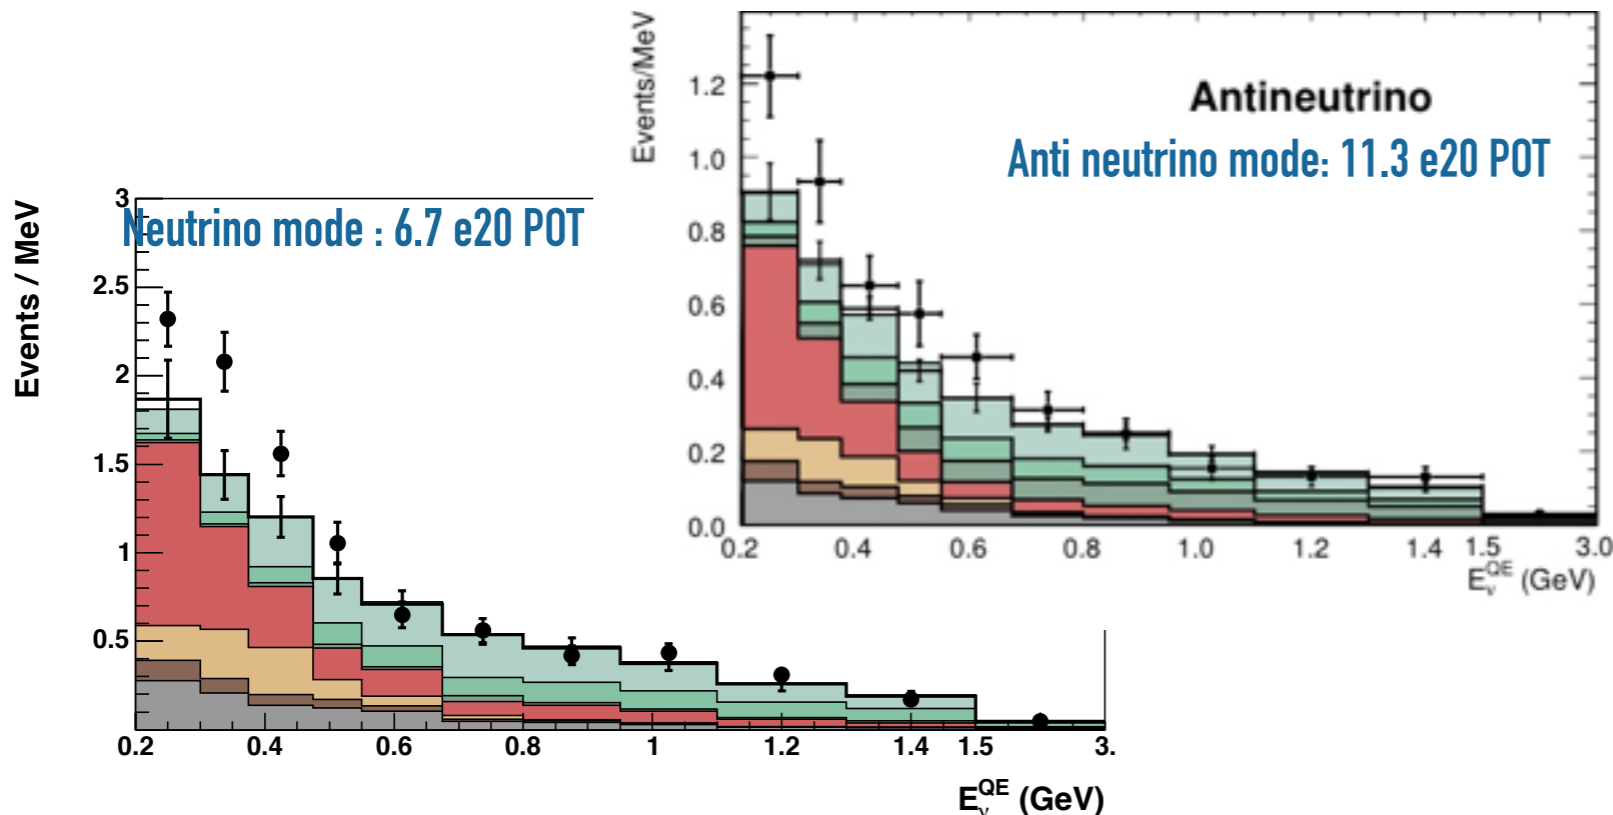 Neutrino mode : 6.7 e20 POT
Events / MeV
3
2.5
2
1.5
1
0.5
0.2 0.4 0.6 0.8 1 1.2 1.4 1.5 3.
E_ν^QE (GeV)
Antineutrino
Anti neutrino mode: 11.3 e20 POT
Events/MeV
1.2
1.0
0.8
0.6
0.4
0.2
0.0
0.2 0.4 0.6 0.8 1.0 1.2 1.4 1.5 3.0
E_ν^QE (GeV)